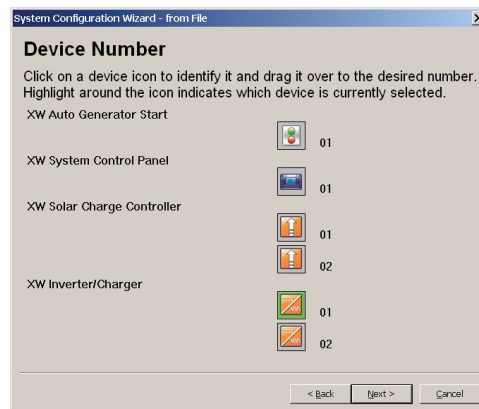 System Configuration Wizard - from File
Device Number
Click on a device icon to identify it and drag it over to the desired number.
Highlight around the icon indicates which device is currently selected.
XW Auto Generator Start
01
XW System Control Panel
01
XW Solar Charge Controller
01
02
XW Inverter/Charger
01
02
< Back Next > Cancel